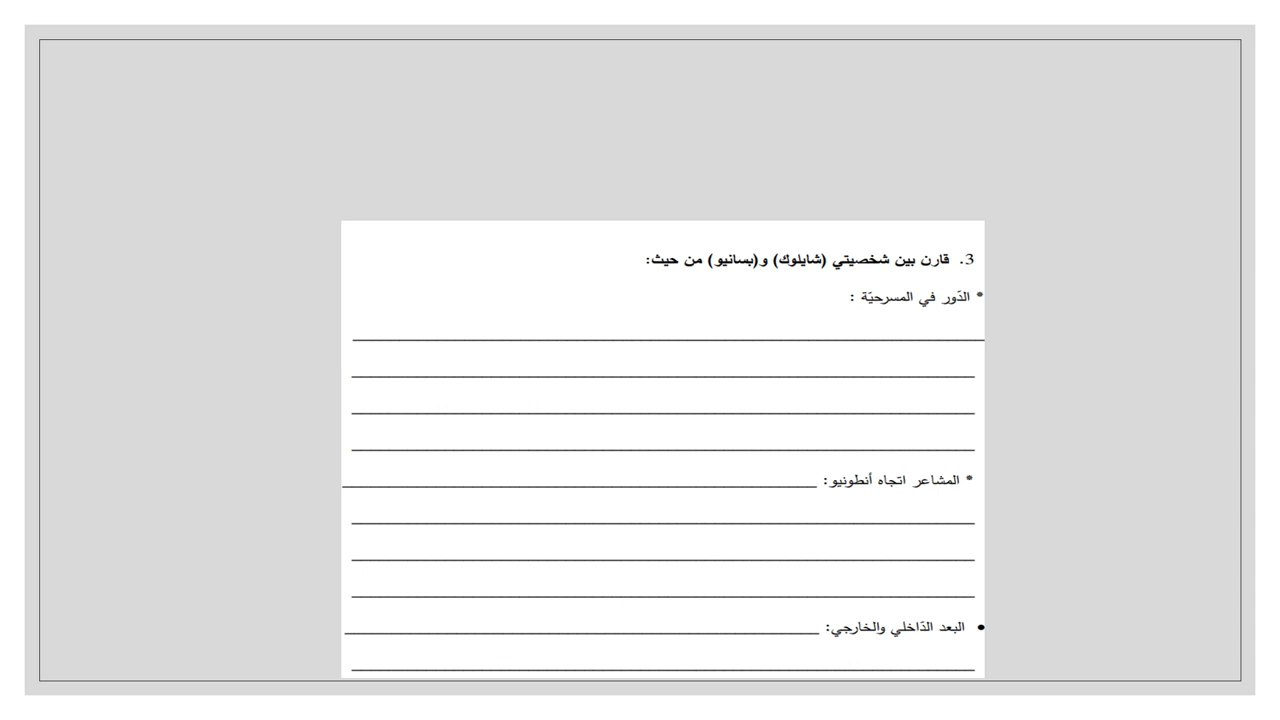 3. قارن بين شخصيتي (شايلوك) و(بسانيو) من حيث:
* الدّور في المسرحيّة :
* المشاعر اتجاه أنطونيو:
• البعد الدّاخلي والخارجي: